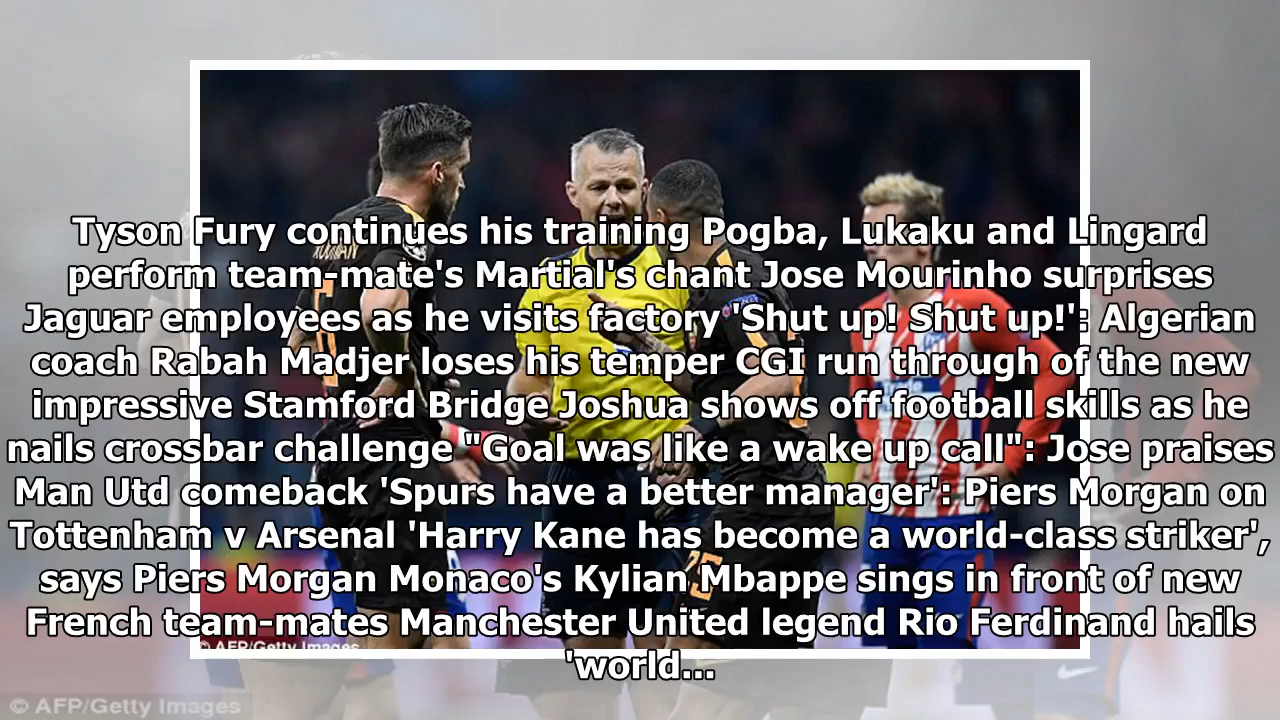 Tyson Fury continues his training Pogba, Lukaku and Lingard
perform team-mate's Martial's chant Jose Mourinho surprises
Jaguar employees as he visits factory 'Shut up! Shut up!': Algerian
coach Rabah Madjer loses his temper CGI run through of the new
impressive Stamford Bridge Joshua shows off football skills as he
nails crossbar challenge "Goal was like a wake up call": Jose praises
Man Utd comeback 'Spurs have a better manager': Piers Morgan on
Tottenham v Arsenal 'Harry Kane has become a world-class striker',
says Piers Morgan Monaco's Kylian Mbappe sings in front of new
French team-mates Manchester United legend Rio Ferdinand hails
'world...
© AFP/Getty Images
© AFP/Getty Images